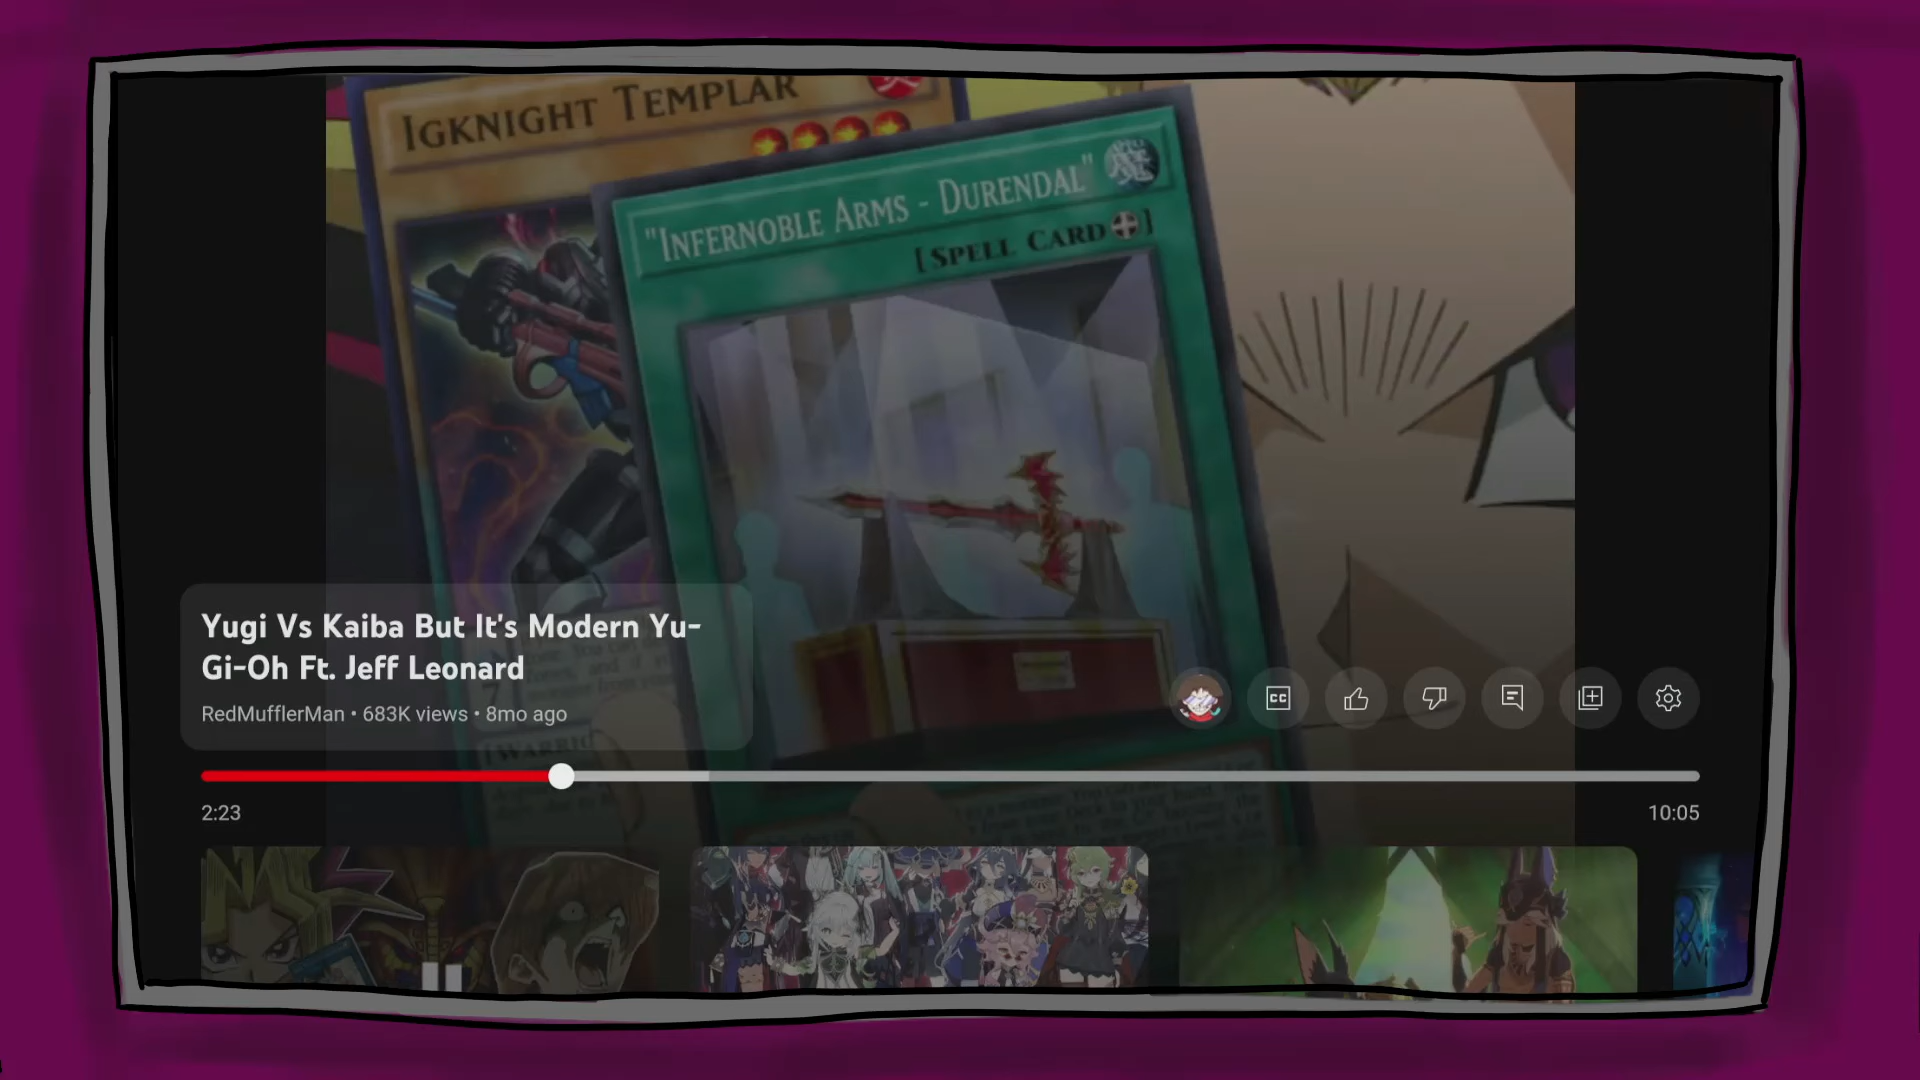 IGKNIGHT TEMPLAR
"INFERNOBLE ARMS - DURENDAL"
[SPELL CARD]
Yugi Vs Kaiba But It's Modern Yu-
Gi-Oh Ft. Jeff Leonard
RedMufflerMan • 683K views • 8mo ago
CC
2:23
10:05